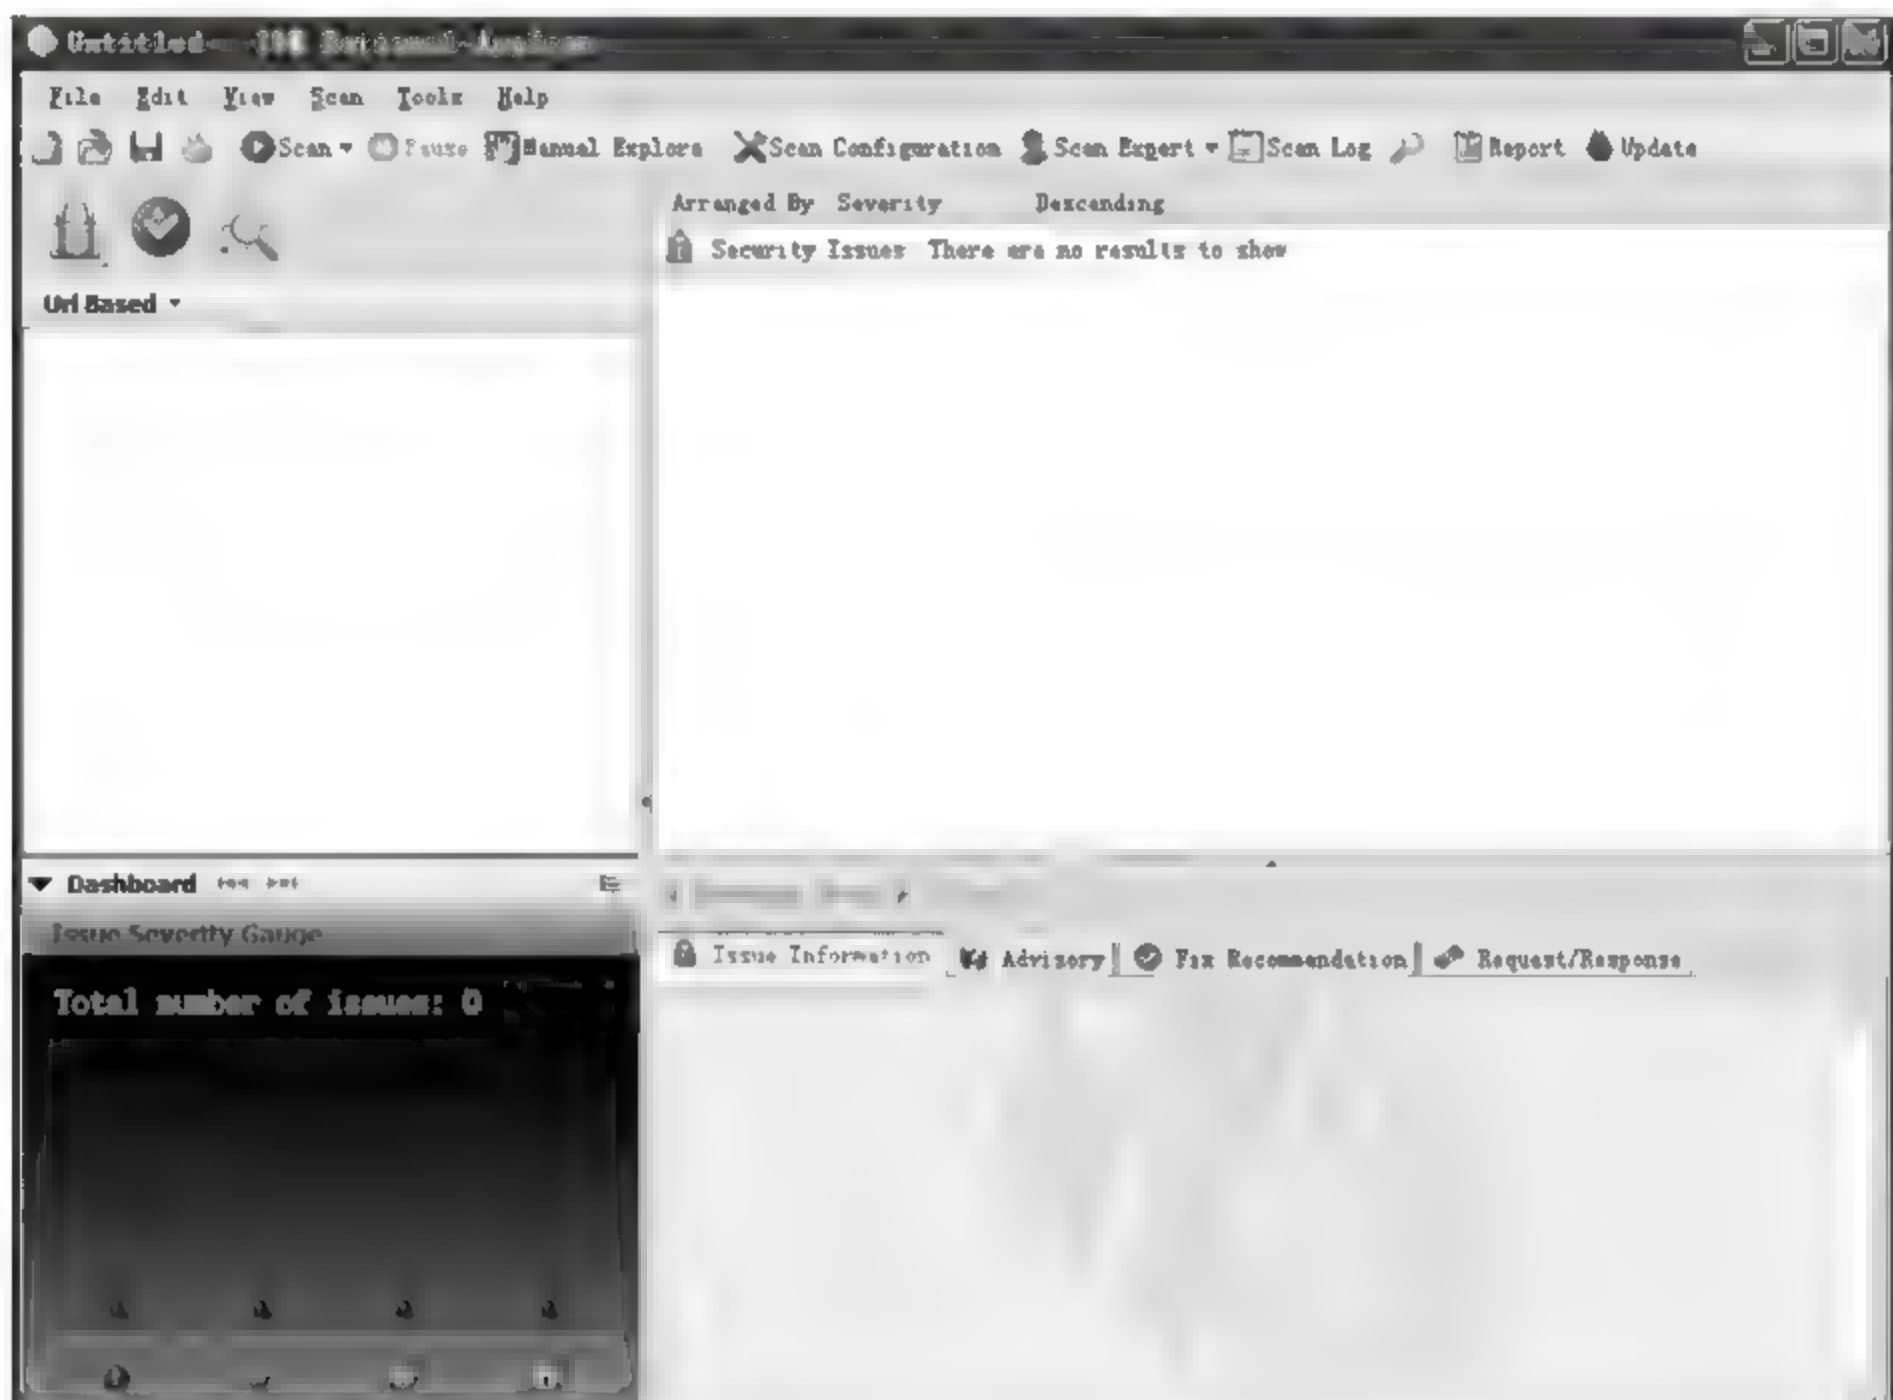 Untitled
File Edit View Scan Tools Help
Scan Pause Manual Explore Scan Configuration Scan Expert Scan Log Report Update
Arranged By Severity Descending
Security Issues There are no results to show
Url Based
Dashboard
Issue Severity Gauge
Issue Information Advisory Fix Recommendation Request/Response
Total number of issues: 0